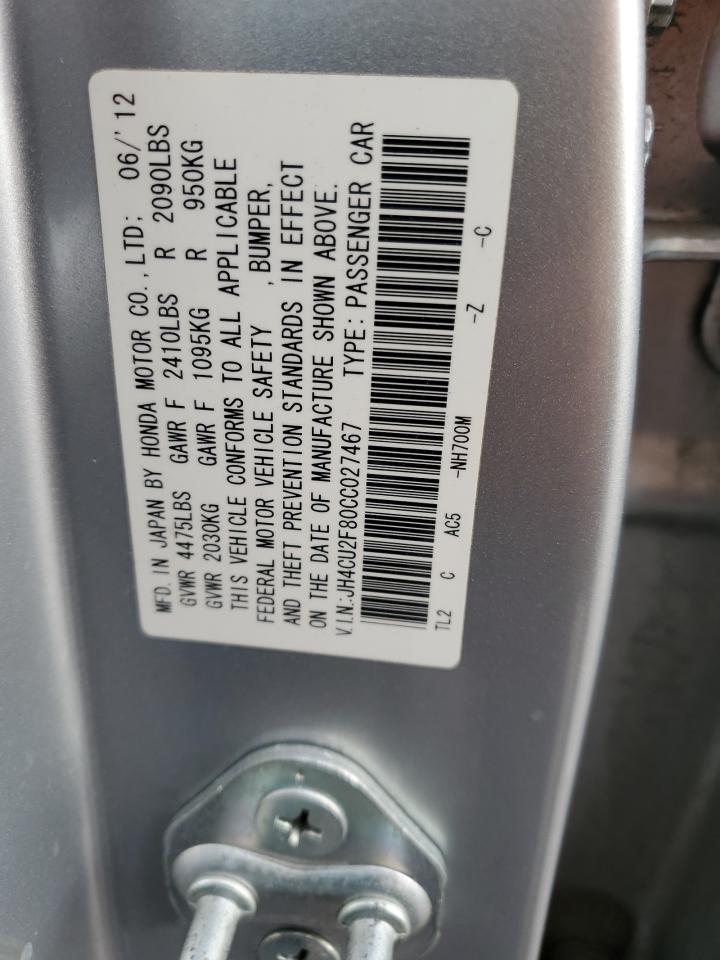 MFD. IN JAPAN BY HONDA MOTOR CO., LTD; 06/'12
GVWR 4475LBS GAWR F 2410LBS R 2090LBS
GVWR 2030KG GAWR F 1095KG R 950KG
THIS VEHICLE CONFORMS TO ALL APPLICABLE
FEDERAL MOTOR VEHICLE SAFETY ,BUMPER,
AND THEFT PREVENTION STANDARDS IN EFFECT
ON THE DATE OF MANUFACTURE SHOWN ABOVE.
V.I.N.:JH4CU2F80CC027467 TYPE: PASSENGER CAR
TL2 C AC5 -NH700M -Z -C